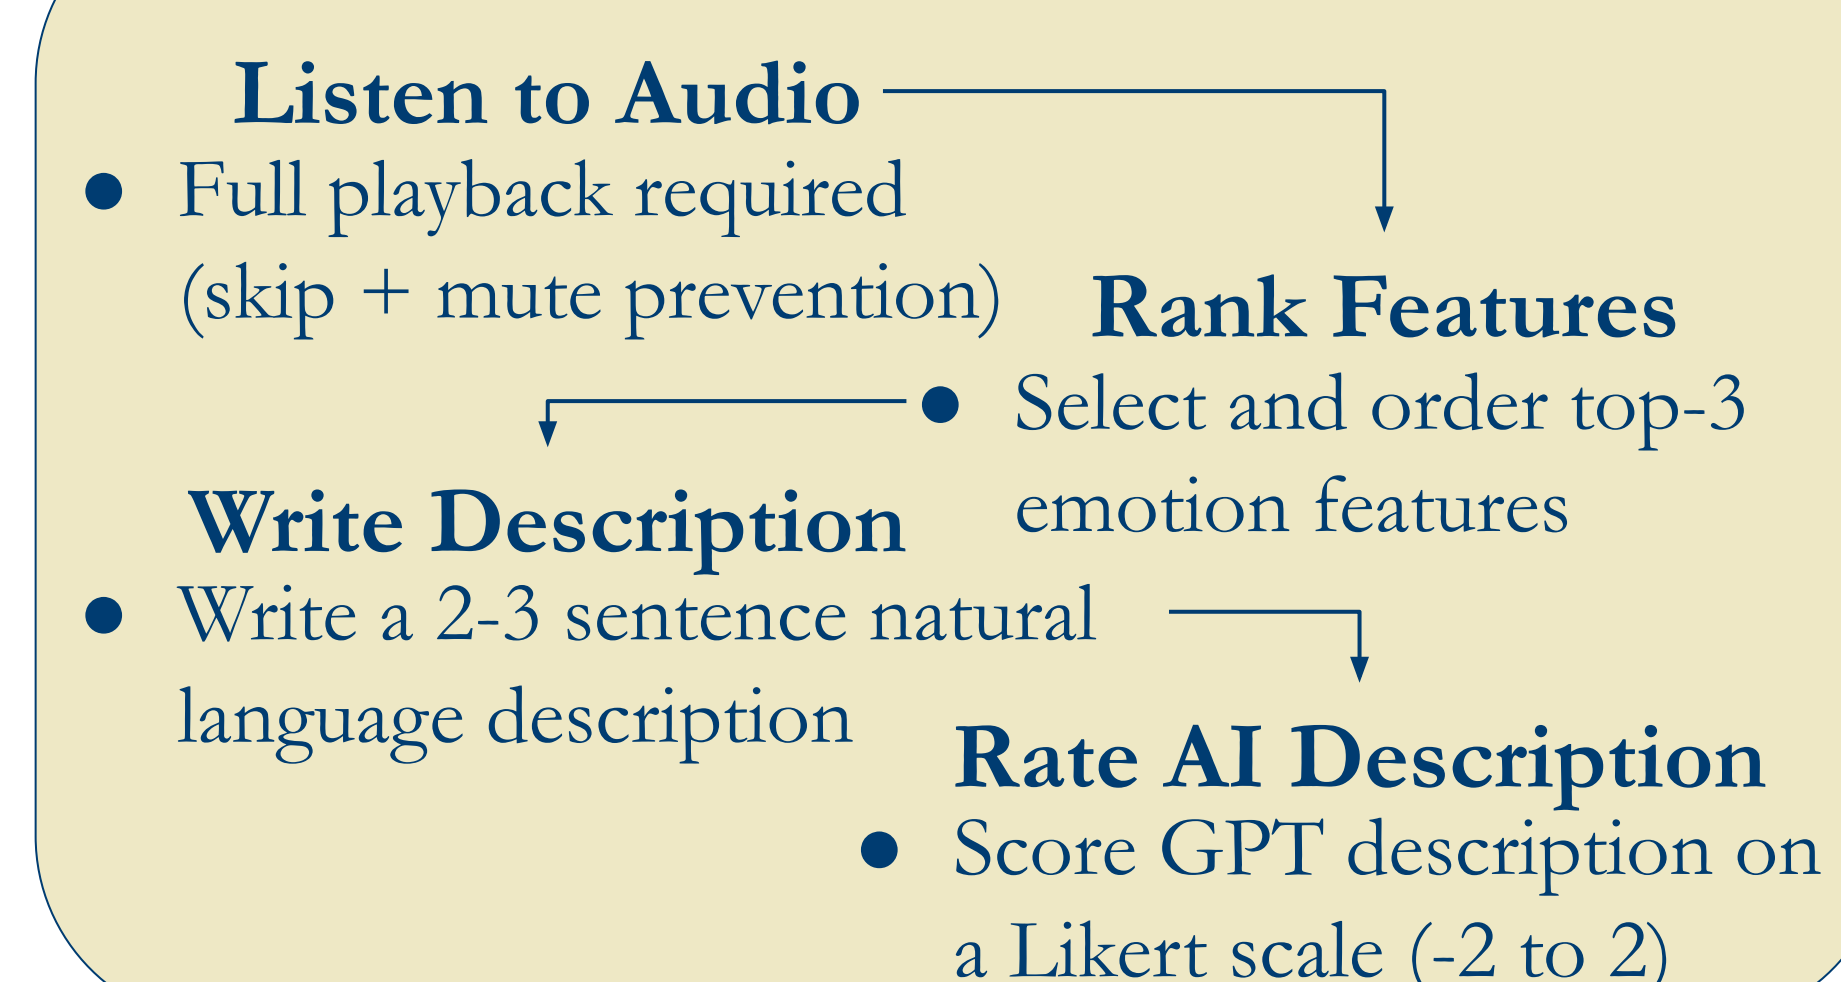 Listen to Audio
● Full playback required
(skip + mute prevention)
Rank Features
● Select and order top-3
emotion features
Write Description
● Write a 2-3 sentence natural
language description
Rate AI Description
● Score GPT description on
a Likert scale (-2 to 2)